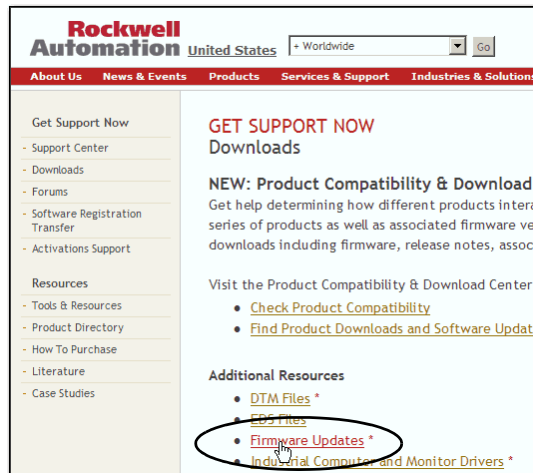 Rockwell
Automation United States + Worldwide Go
About Us News & Events Products Services & Support Industries & Solutions
Get Support Now
- Support Center
- Downloads
- Forums
- Software Registration
Transfer
- Activations Support
Resources
- Tools & Resources
- Product Directory
- How To Purchase
- Literature
- Case Studies
GET SUPPORT NOW
Downloads
NEW: Product Compatibility & Download
Get help determining how different products intera
series of products as well as associated firmware ve
downloads including firmware, release notes, assoc
Visit the Product Compatibility & Download Center
• Check Product Compatibility
• Find Product Downloads and Software Updat
Additional Resources
• DTM Files *
• EDS Files
• Firmware Updates *
• Industrial Computer and Monitor Drivers *